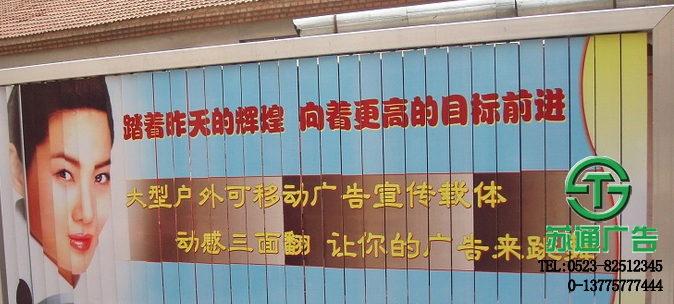 踏着昨天的辉煌 向着更高的目标前进
大型户外可移动广告宣传载体
动感三面翻 让你的广告来跳
苏通广告
TEL:0523-82512345
0-13775777444